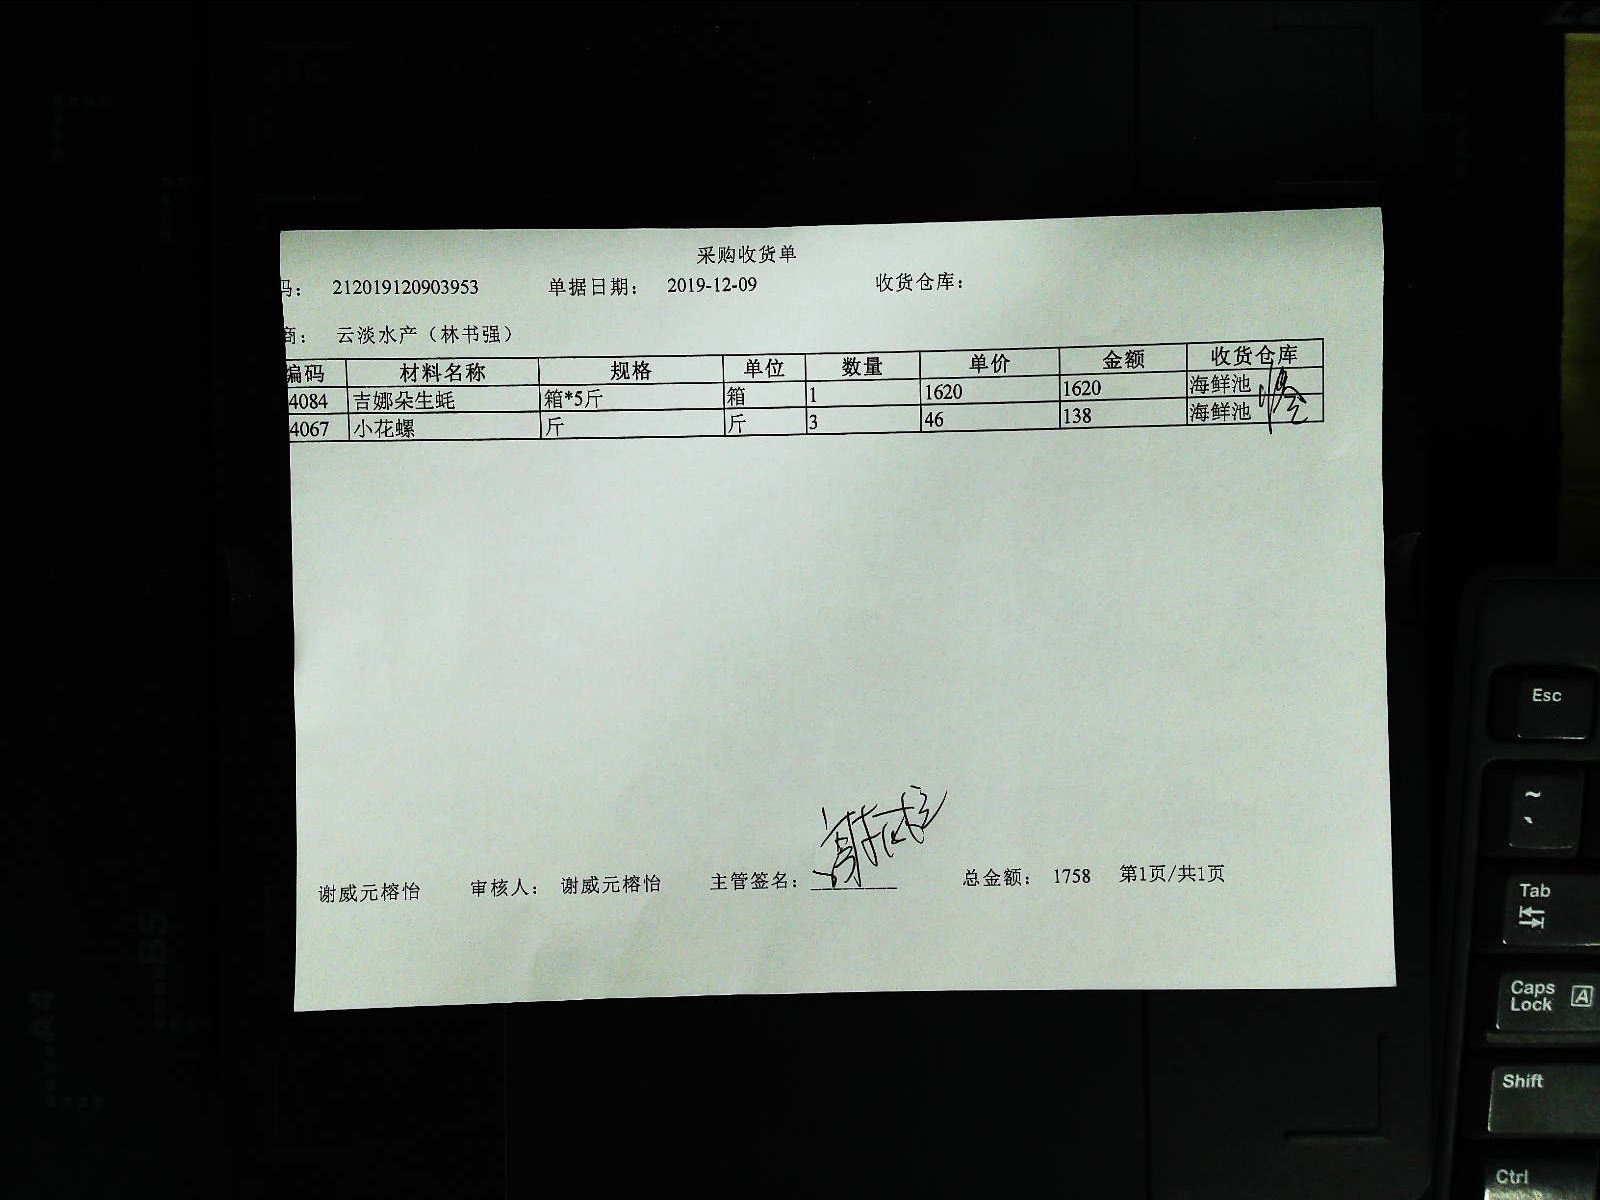 采购收货单
码： 212019120903953 单据日期： 2019-12-09 收货仓库：
商： 云淡水产（林书强）
编码 材料名称 规格 单位 数量 单价 金额 收货仓库
4084 吉娜朵生蚝 箱*5斤 箱 1 1620 1620 海鲜池
4067 小花螺 斤 斤 3 46 138 海鲜池
谢威元榕怡 审核人： 谢威元榕怡 主管签名： 总金额： 1758 第1页/共1页
Esc
~
`
Tab
Caps Lock A
Shift
Ctrl
B5
A4